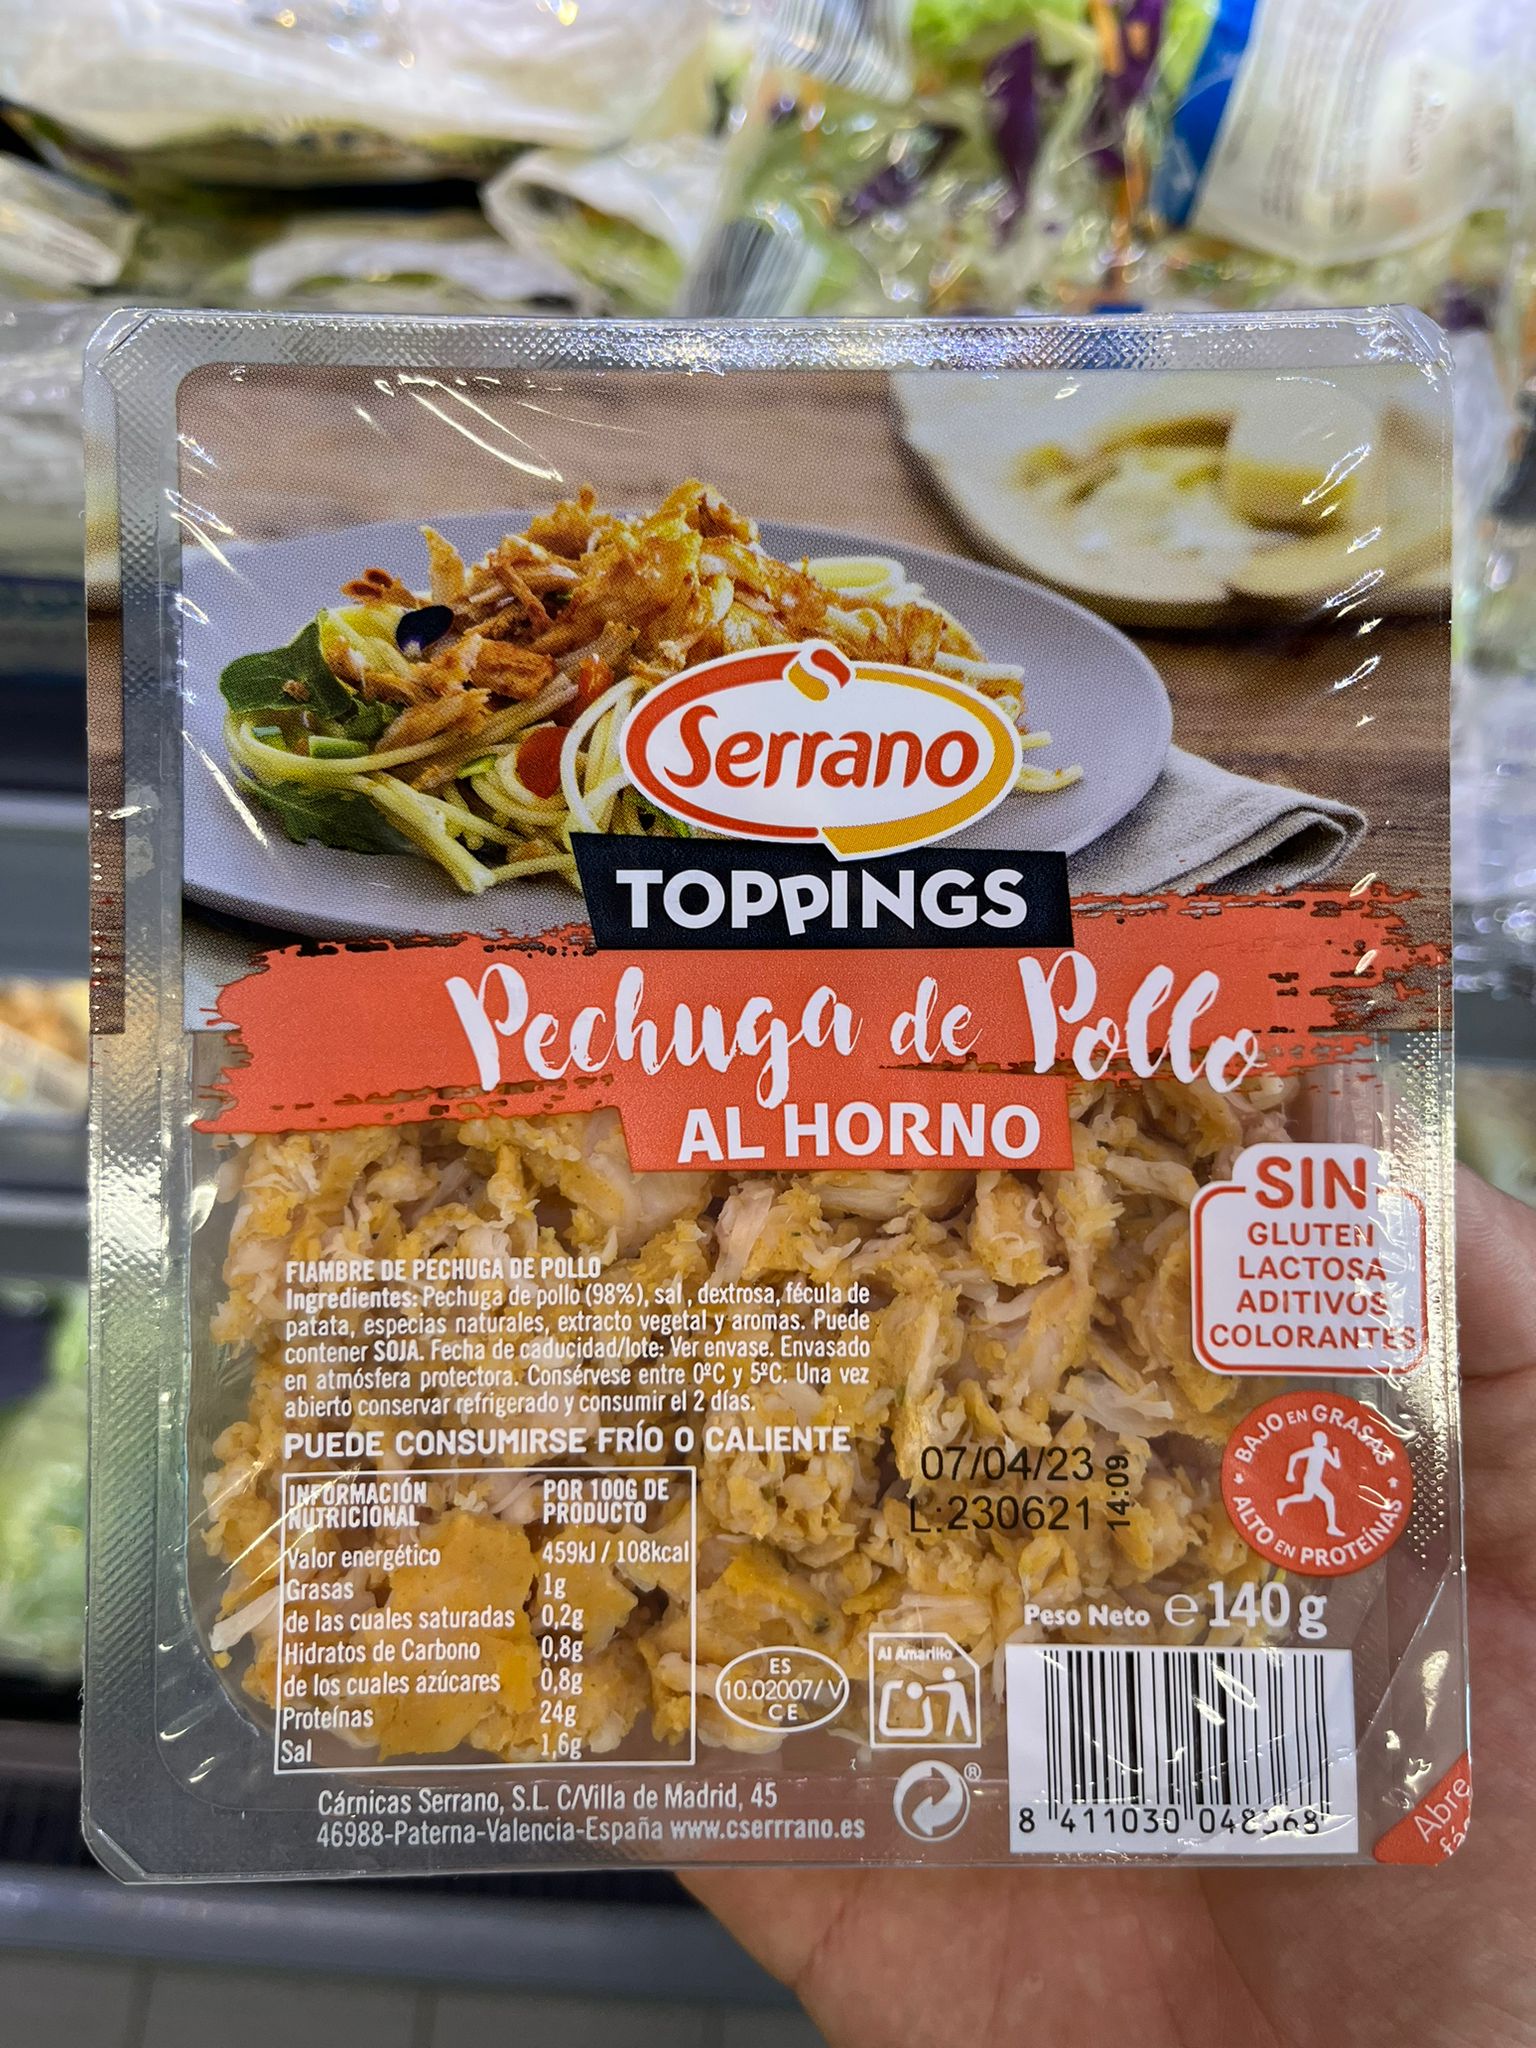 Serrano
TOPPINGS
Pechuga de Pollo
AL HORNO
SIN
GLUTEN
LACTOSA
ADITIVOS
COLORANTES
FIAMBRE DE PECHUGA DE POLLO
Ingredientes: Pechuga de pollo (98%), sal , dextrosa, fécula de
patata, especias naturales, extracto vegetal y aromas. Puede
contener SOJA. Fecha de caducidad/lote: Ver envase. Envasado
en atmósfera protectora. Consérvese entre 0ºC y 5ºC. Una vez
abierto conservar refrigerado y consumir el 2 días.
PUEDE CONSUMIRSE FRÍO O CALIENTE
BAJO EN GRASAS
ALTO EN PROTEÍNAS
07/04/23
L:230621 14:09
INFORMACIÓN NUTRICIONAL POR 100G DE PRODUCTO
Valor energético 459kJ / 108kcal
Grasas 1g
de las cuales saturadas 0,2g
Hidratos de Carbono 0,8g
de los cuales azúcares 0,8g
Proteínas 24g
Sal 1,6g
Peso Neto e 140g
ES
10.02007/V
CE
Al Amarillo
®
8 411030
Cárnicas Serrano, S.L. C/Villa de Madrid, 45
46988-Paterna-Valencia-España www.cserrrano.es
Abre